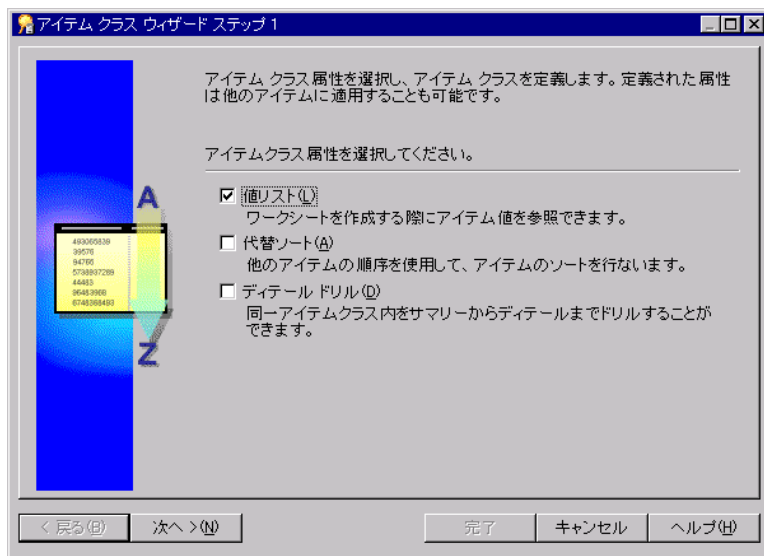 アイテム クラス ウィザード ステップ 1
アイテム クラス属性を選択し、アイテム クラスを定義します。定義された属性
は他のアイテムに適用することも可能です。
アイテムクラス属性を選択してください。
値リスト(L)
ワークシートを作成する際にアイテム値を参照できます。
代替ソート(A)
他のアイテムの順序を使用して、アイテムのソートを行ないます。
ディテール ドリル(D)
同一アイテムクラス内をサマリーからディテールまでドリルすることが
できます。
A
493065839
39576
94766
5738937289
44463
96483968
6748368493
Z
< 戻る(B)
次へ >(N)
完了
キャンセル
ヘルプ(H)